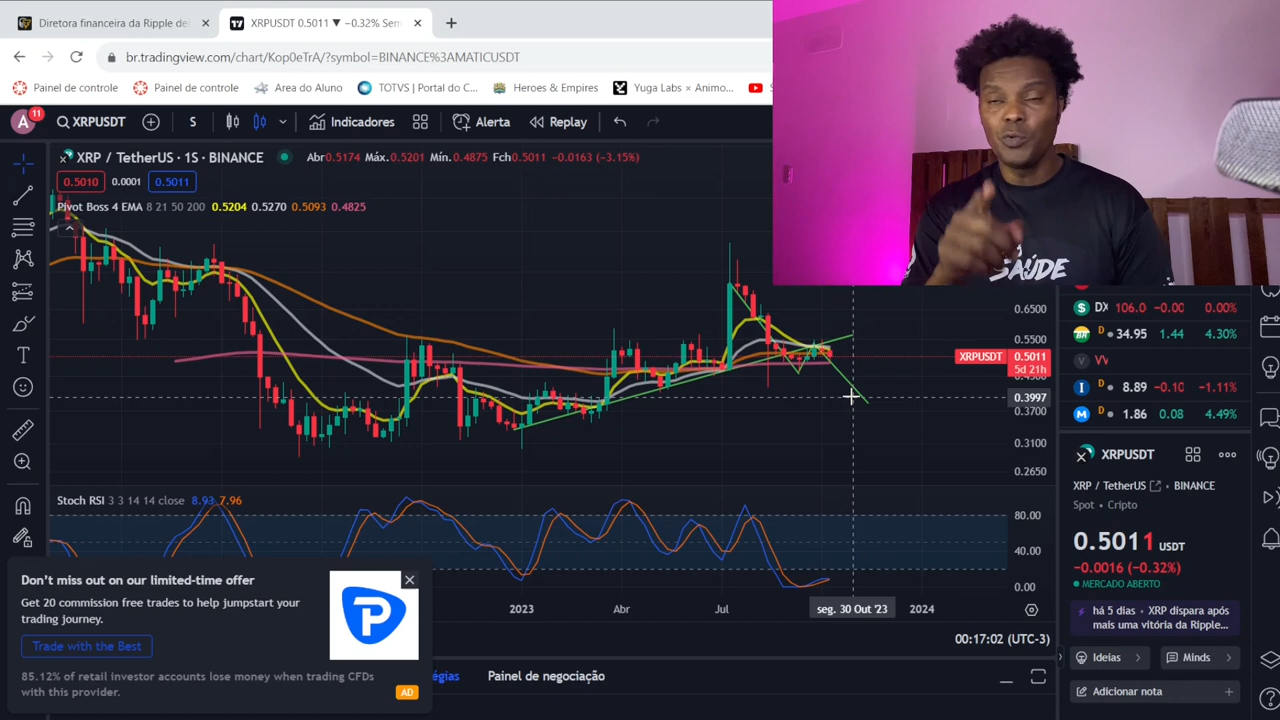 Diretora financeira da Ripple de
XRPUSDT 0.5011 ▼ −0.32% Sem
br.tradingview.com/chart/Kop0eTrA/?symbol=BINANCE%3AMATICUSDT
Painel de controle
Painel de controle
Area do Aluno
TOTVS | Portal do C...
Heroes & Empires
Yuga Labs × Animo...
A
11
XRPUSDT
S
Indicadores
Alerta
Replay
XRP / TetherUS · 1S · BINANCE
Abr0.5174 Máx.0.5201 Mín.0.4875 Fch0.5011 -0.0163 (-3.15%)
0.5010
0.0001
0.5011
Pivot Boss 4 EMA 8 21 50 200 0.5204 0.5270 0.5093 0.4825
SAÚDE
0.6500
0.5500
XRPUSDT
0.5011
5d 21h
0.3997
0.3700
0.3100
0.2650
DX 106.0 -0.00 0.00%
D 34.95 1.44 4.30%
D 8.89 -0.10 -1.11%
D 1.86 0.08 4.49%
XRPUSDT
XRP / TetherUS
BINANCE
Spot • Cripto
0.5011 USDT
-0.0016 (-0.32%)
MERCADO ABERTO
há 5 dias • XRP dispara após
mais uma vitória da Ripple...
Ideias
Minds
Adicionar nota
Stoch RSI 3 3 14 14 close 8.93 7.96
80.00
40.00
0.00
2023
Abr
Jul
seg. 30 Out '23
2024
00:17:02 (UTC-3)
Don't miss out on our limited-time offer
Get 20 commission free trades to help jumpstart your
trading journey.
Trade with the Best
85.12% of retail investor accounts lose money when trading CFDs
with this provider.
AD
égias
Painel de negociação